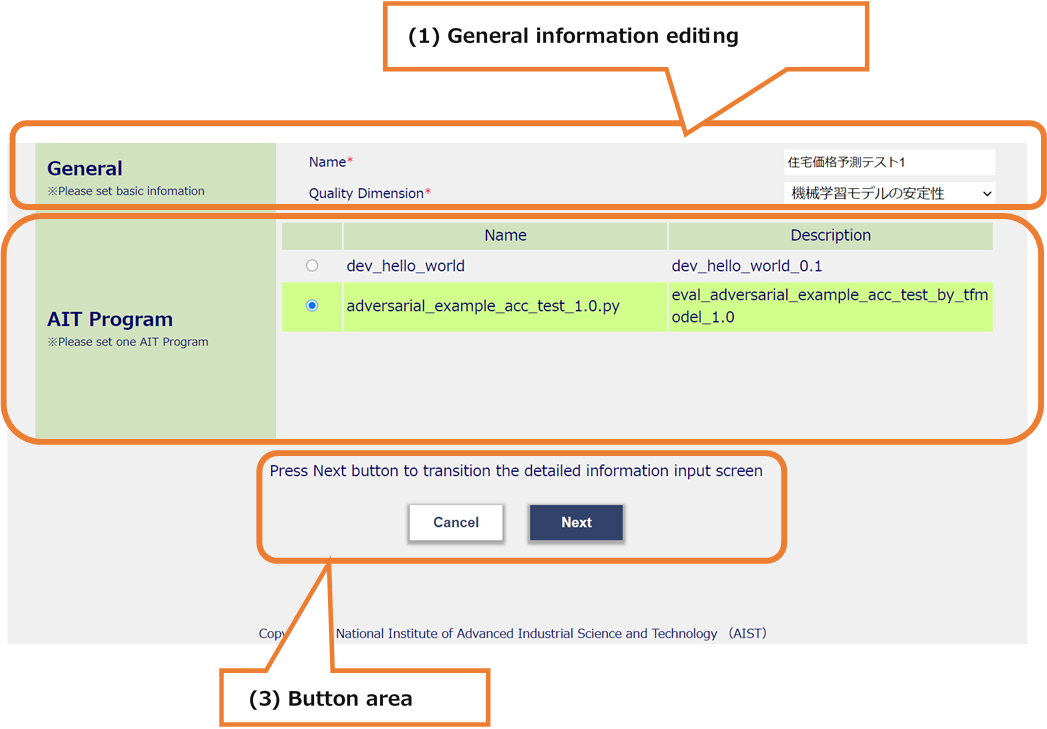 (1) General information editing
General
※Please set basic infomation
Name*
住宅価格予測テスト1
Quality Dimension*
機械学習モデルの安定性
AIT Program
※Please set one AIT Program
Name Description
dev_hello_world dev_hello_world_0.1
adversarial_example_acc_test_1.0.py eval_adversarial_example_acc_test_by_tfm
odel_1.0
Press Next button to transition the detailed information input screen
Cancel Next
National Institute of Advanced Industrial Science and Technology （AIST）
(3) Button area